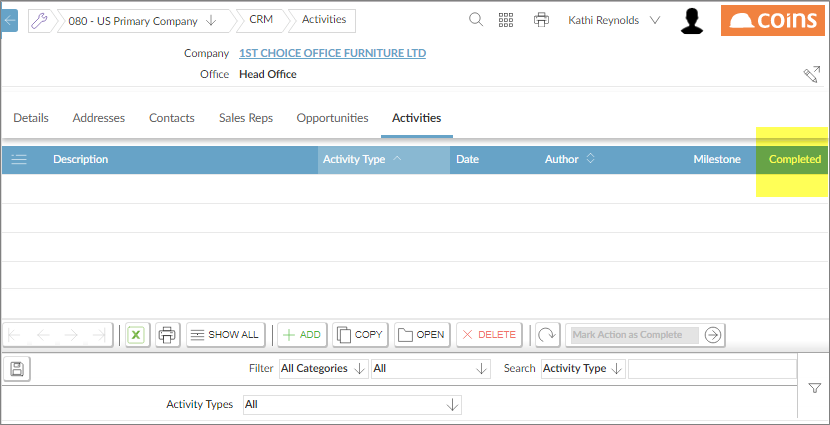 080 - US Primary Company CRM Activities Kathi Reynolds COINS
Company 1ST CHOICE OFFICE FURNITURE LTD
Office Head Office
Details Addresses Contacts Sales Reps Opportunities Activities
Description Activity Type Date Author Milestone Completed
SHOW ALL ADD COPY OPEN DELETE Mark Action as Complete
Filter All Categories All Search Activity Type
Activity Types All